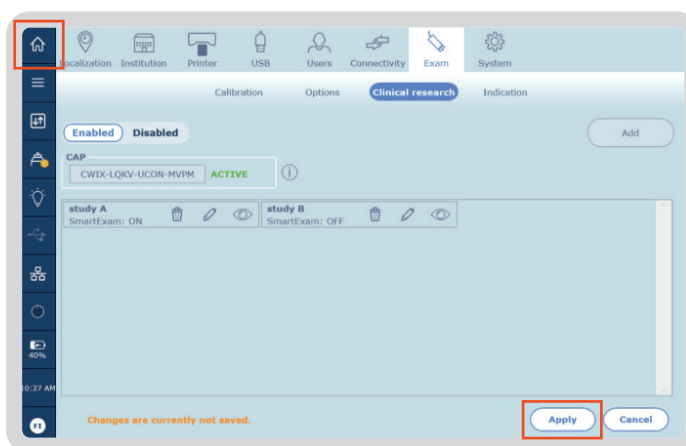 Localization Institution Printer USB Users Connectivity Exam System
Calibration Options Clinical research Indication
Enabled Disabled Add
CAP
CWIX-LQKV-UCON-MVPM ACTIVE i
study A study B
SmartExam: ON SmartExam: OFF
40%
10:27 AM
Changes are currently not saved. Apply Cancel
FE